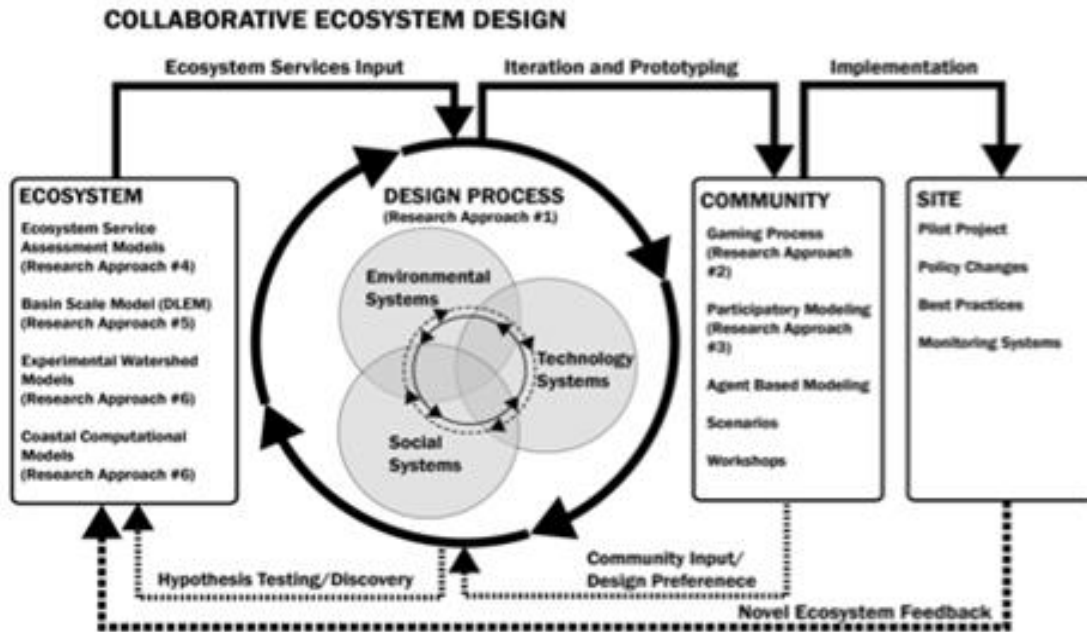 COLLABORATIVE ECOSYSTEM DESIGN
Ecosystem Services Input
Iteration and Prototyping
Implementation
ECOSYSTEM
Ecosystem Service
Assessment Models
(Research Approach #4)
Basin Scale Model (DLEM)
(Research Approach #5)
Experimental Watershed
Models
(Research Approach #6)
Coastal Computational
Models
(Research Approach #6)
DESIGN PROCESS
(Research Approach #1)
Environmental
Systems
Technology
Systems
Social
Systems
COMMUNITY
Gaming Process
(Research Approach
#2)
Participatory Modeling
(Research Approach
#3)
Agent Based Modeling
Scenarios
Workshops
SITE
Pilot Project
Policy Changes
Best Practices
Monitoring Systems
Hypothesis Testing/Discovery
Community Input/
Design Preferenece
Novel Ecosystem Feedback